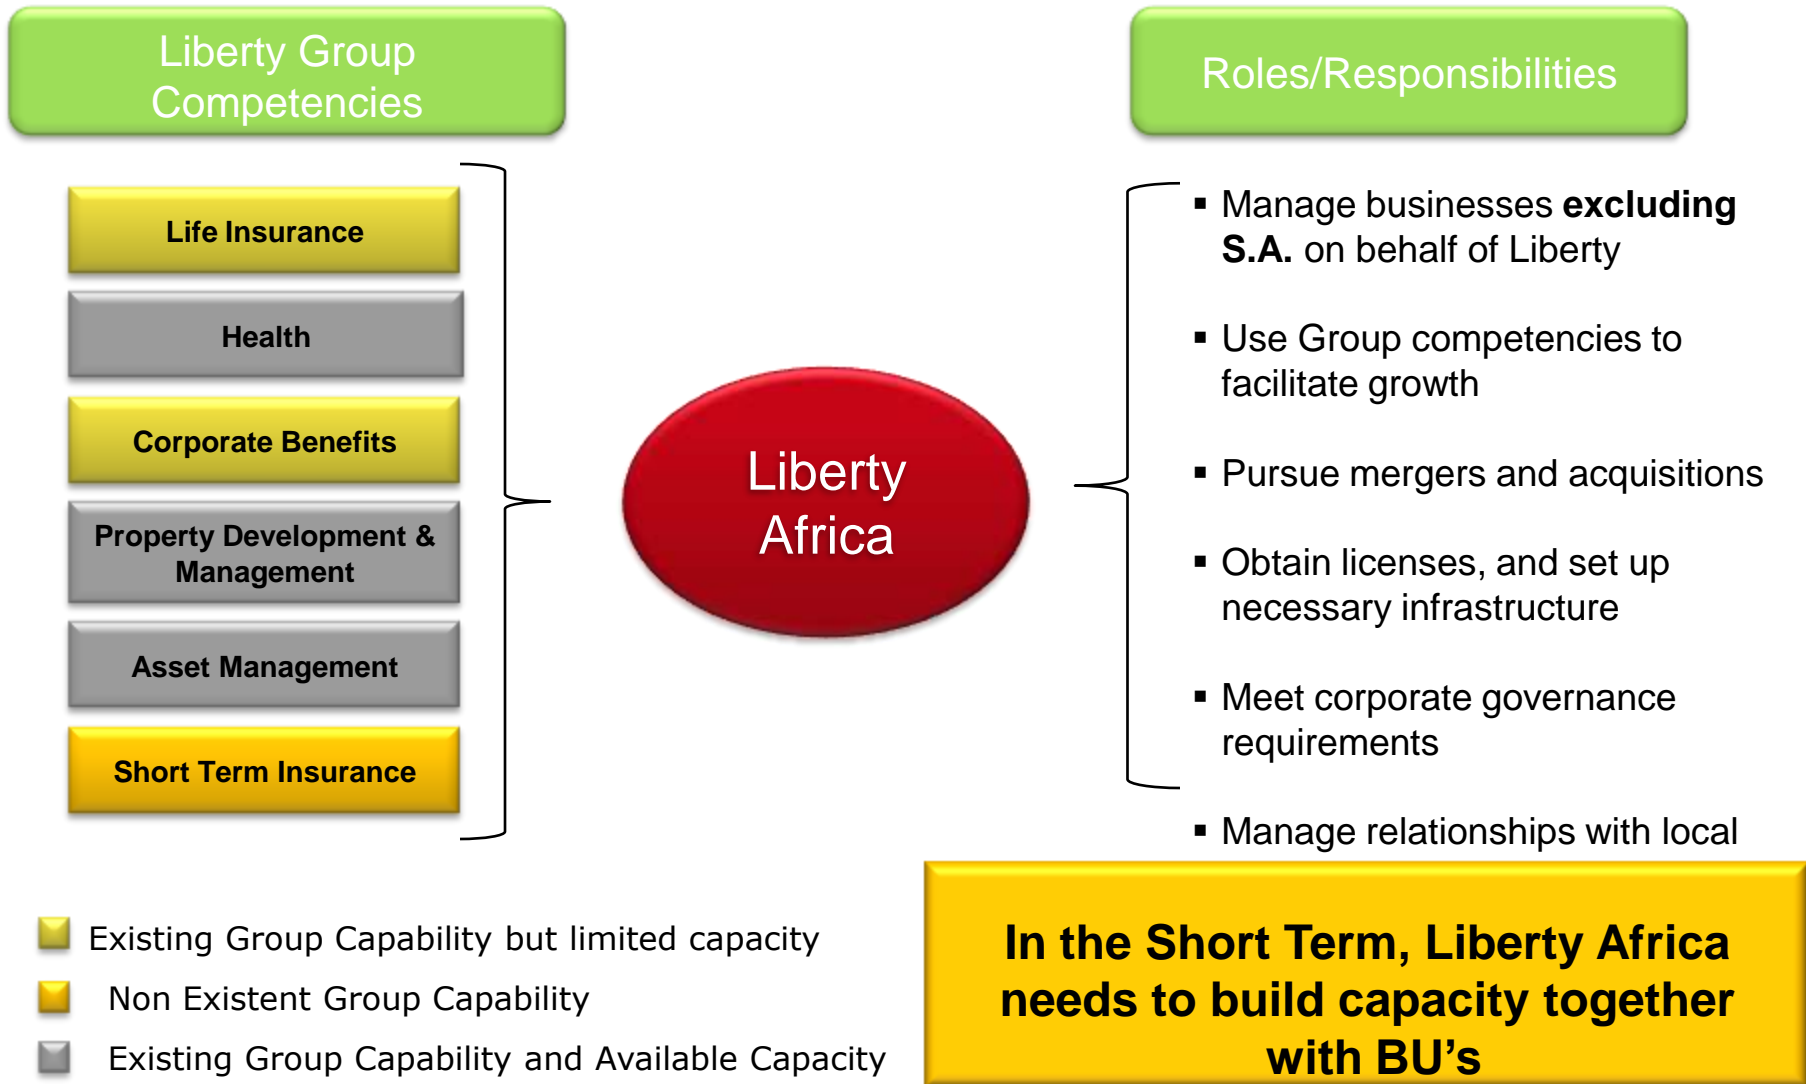 Liberty Group
Competencies
Roles/Responsibilities
Life Insurance
Health
Corporate Benefits
Property Development &
Management
Asset Management
Short Term Insurance
Liberty
Africa
▪ Manage businesses excluding
S.A. on behalf of Liberty
▪ Use Group competencies to
facilitate growth
▪ Pursue mergers and acquisitions
▪ Obtain licenses, and set up
necessary infrastructure
▪ Meet corporate governance
requirements
▪ Manage relationships with local
Existing Group Capability but limited capacity
Non Existent Group Capability
Existing Group Capability and Available Capacity
In the Short Term, Liberty Africa
needs to build capacity together
with BU’s